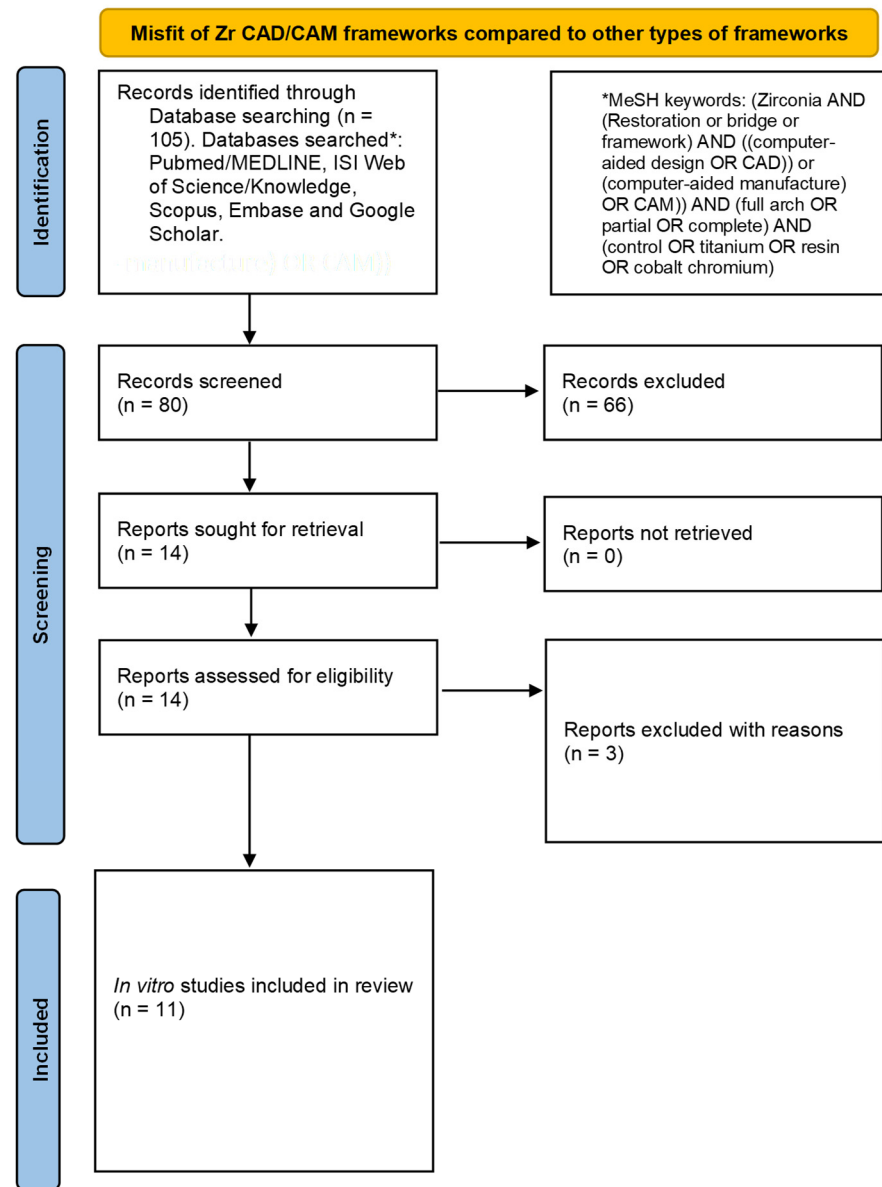 Misfit of Zr CAD/CAM frameworks compared to other types of frameworks
Identification
Records identified through
Database searching (n =
105). Databases searched*:
Pubmed/MEDLINE, ISI Web
of Science/Knowledge,
Scopus, Embase and Google
Scholar.
manufacture) OR CAM))
*MeSH keywords: (Zirconia AND
(Restoration or bridge or
framework) AND ((computer-
aided design OR CAD)) or
(computer-aided manufacture)
OR CAM)) AND (full arch OR
partial OR complete) AND
(control OR titanium OR resin
OR cobalt chromium)
Screening
Records screened
(n = 80)
Records excluded
(n = 66)
Reports sought for retrieval
(n = 14)
Reports not retrieved
(n = 0)
Reports assessed for eligibility
(n = 14)
Reports excluded with reasons
(n = 3)
Included
In vitro studies included in review
(n = 11)